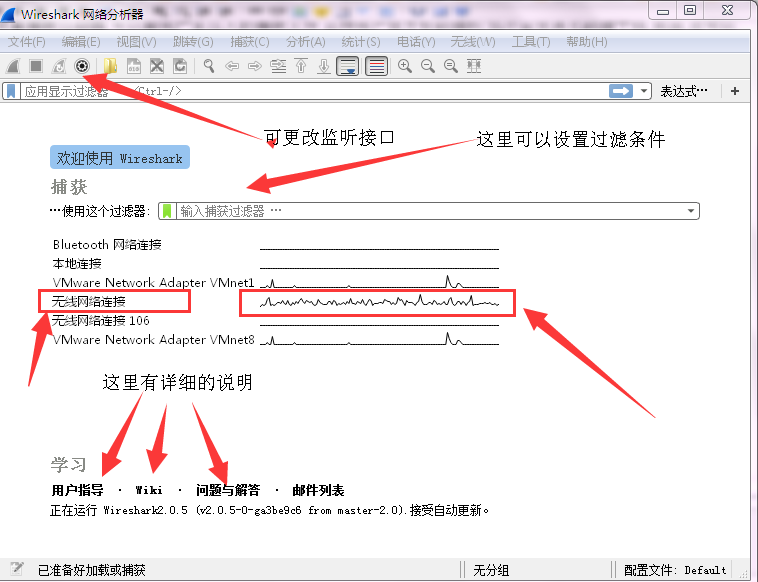 Wireshark 网络分析器
文件(F) 编辑(E) 视图(V) 跳转(G) 捕获(C) 分析(A) 统计(S) 电话(Y) 无线(W) 工具(T) 帮助(H)
应用显示过滤器 … <Ctrl-/> 表达式… +
可更改监听接口 这里可以设置过滤条件
欢迎使用 Wireshark
捕获
…使用这个过滤器: 输入捕获过滤器 …
Bluetooth 网络连接
本地连接
VMware Network Adapter VMnet1
无线网络连接
无线网络连接 106
VMware Network Adapter VMnet8
这里有详细的说明
学习
用户指导 · Wiki · 问题与解答 · 邮件列表
正在运行 Wireshark2.0.5 (v2.0.5-0-ga3be9c6 from master-2.0).接受自动更新。
已准备好加载或捕获 无分组 配置文件: Default